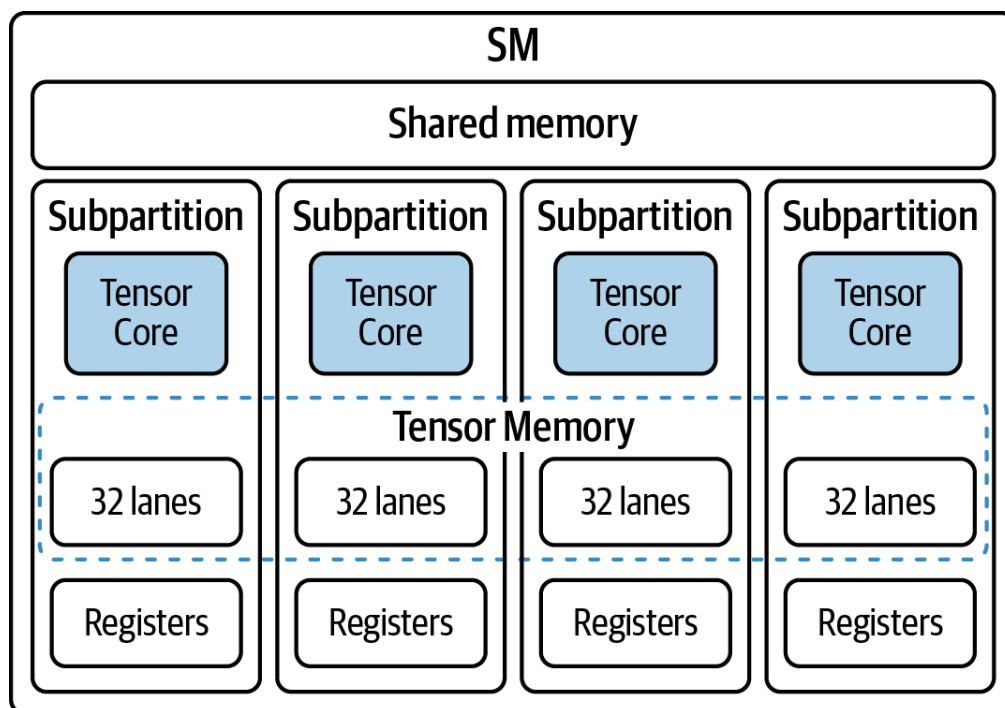 SM
Shared memory
Subpartition
Subpartition
Subpartition
Subpartition
Tensor
Core
Tensor
Core
Tensor
Core
Tensor
Core
Tensor Memory
32 lanes
32 lanes
32 lanes
32 lanes
Registers
Registers
Registers
Registers